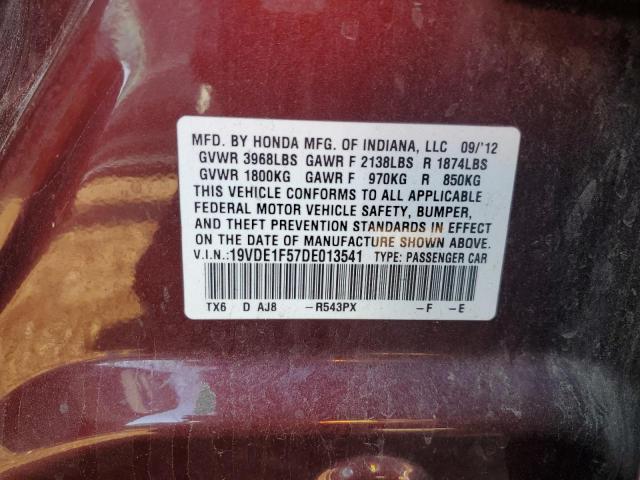 MFD. BY HONDA MFG. OF INDIANA, LLC 09/'12
GVWR 3968LBS GAWR F 2138LBS R 1874LBS
GVWR 1800KG GAWR F 970KG R 850KG
THIS VEHICLE CONFORMS TO ALL APPLICABLE
FEDERAL MOTOR VEHICLE SAFETY, BUMPER,
AND THEFT PREVENTION STANDARDS IN EFFECT
ON THE DATE OF MANUFACTURE SHOWN ABOVE.
V.I.N.:19VDE1F57DE013541 TYPE: PASSENGER CAR
TX6 D AJ8 -R543PX -F -E